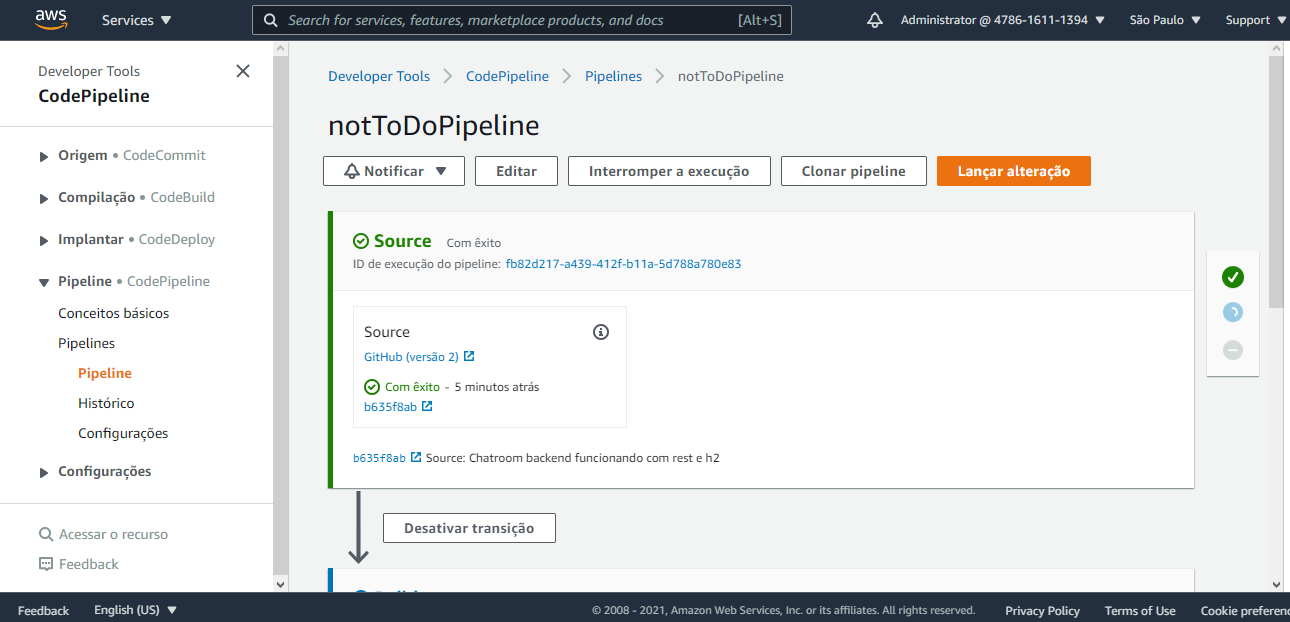 aws Services Search for services, features, marketplace products, and docs [Alt+S] Administrator @ 4786-1611-1394 São Paulo Support
Developer Tools
CodePipeline
Origem • CodeCommit
Compilação • CodeBuild
Implantar • CodeDeploy
Pipeline • CodePipeline
Conceitos básicos
Pipelines
Pipeline
Histórico
Configurações
Configurações
Acessar o recurso
Feedback
Developer Tools CodePipeline Pipelines notToDoPipeline
notToDoPipeline
Notificar Editar Interromper a execução Clonar pipeline Lançar alteração
Source Com êxito
ID de execução do pipeline: fb82d217-a439-412f-b11a-5d788a780e83
Source
GitHub (versão 2)
Com êxito - 5 minutos atrás
b635f8ab
b635f8ab Source: Chatroom backend funcionando com rest e h2
Desativar transição
Feedback English (US) © 2008 - 2021, Amazon Web Services, Inc. or its affiliates. All rights reserved. Privacy Policy Terms of Use Cookie preferen